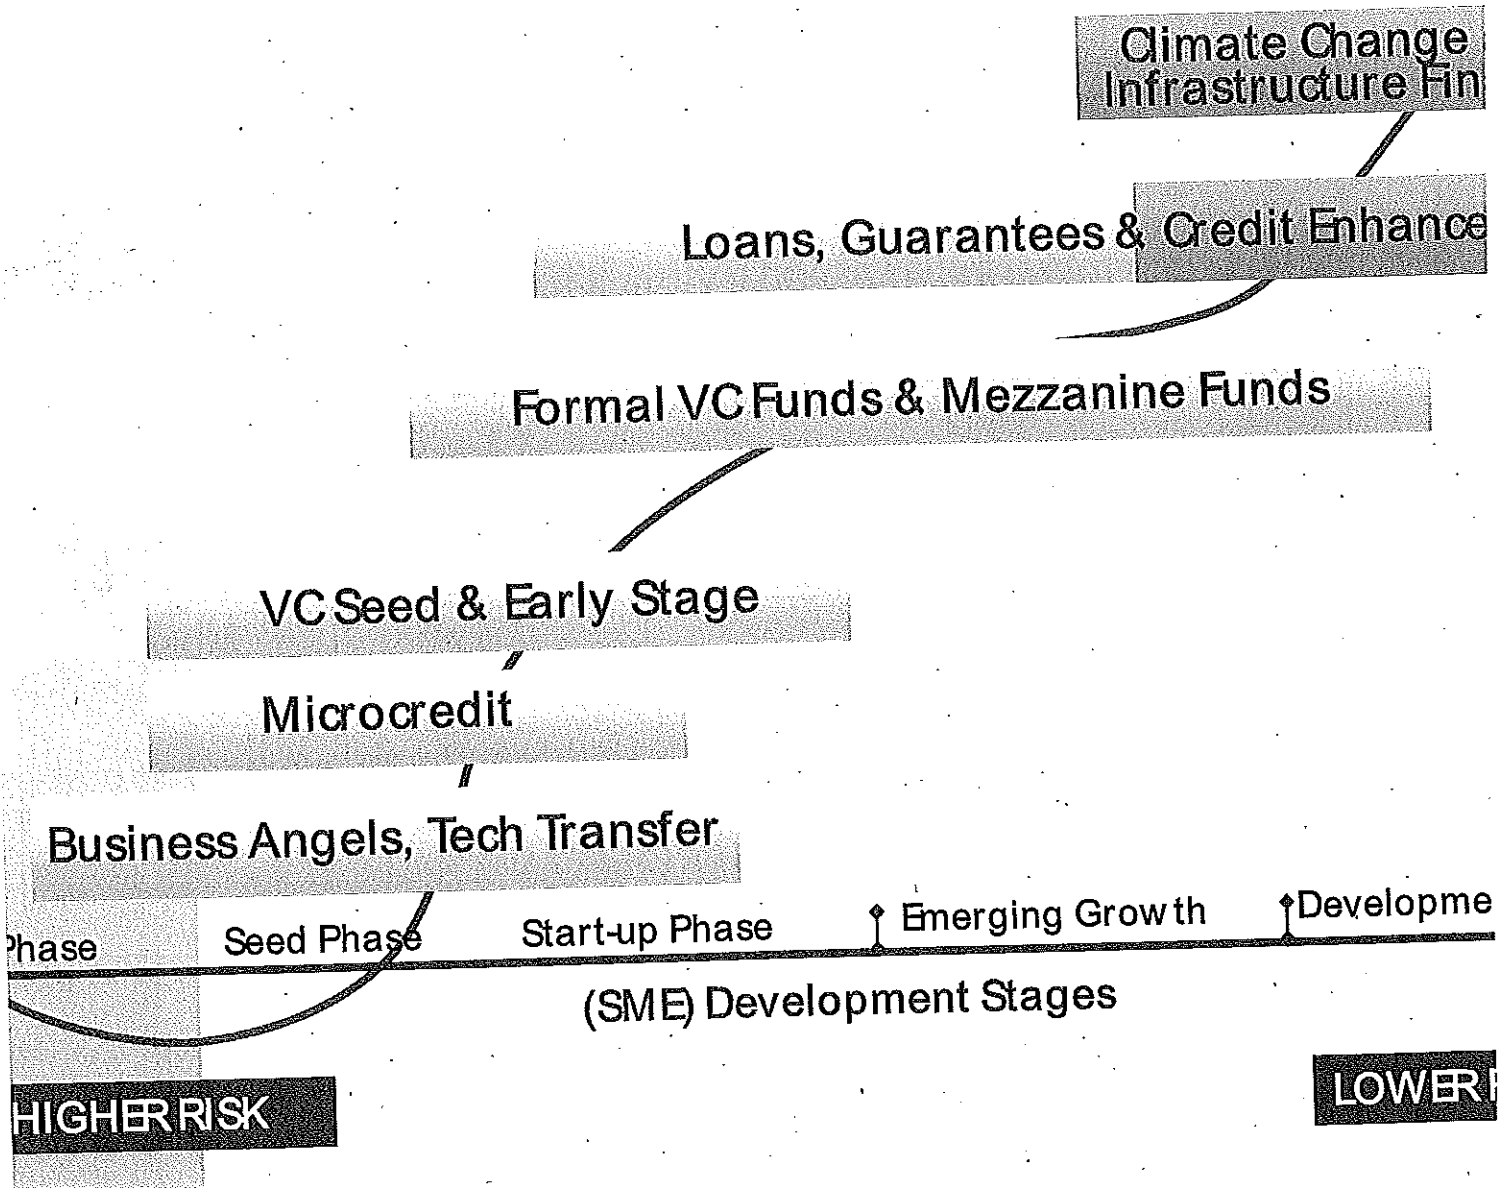 Climate Change
Infrastructure Fin
Loans, Guarantees & Credit Enhance
Formal VC Funds & Mezzanine Funds
VC Seed & Early Stage
Microcredit
Business Angels, Tech Transfer
Phase
Seed Phase
Start-up Phase
Emerging Growth
Developme
(SME) Development Stages
HIGHER RISK
LOWER